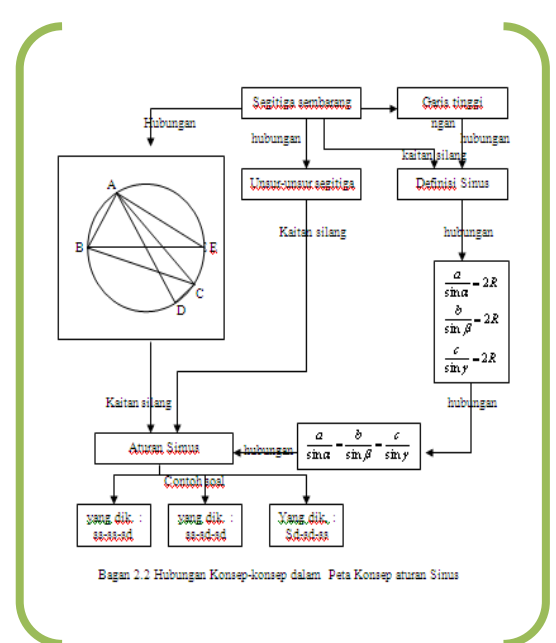 Segitiga sembarang
Garis tinggi
Hubungan
hubungan
ngan
hubungan
kaitan silang
Unsur-unsur segitiga
Definisi Sinus
A
B
E
C
D
Kaitan silang
hubungan
a/sin α = 2R
b/sin β = 2R
c/sin γ = 2R
Kaitan silang
hubungan
Aturan Sinus
hubungan
a/sin α = b/sin β = c/sin γ
Contoh soal
yang dik. :
ss-ss-sd
yang dik. :
ss-sd-sd
Yang dik. :
Sd-sd-ss
Bagan 2.2 Hubungan Konsep-konsep dalam Peta Konsep aturan Sinus